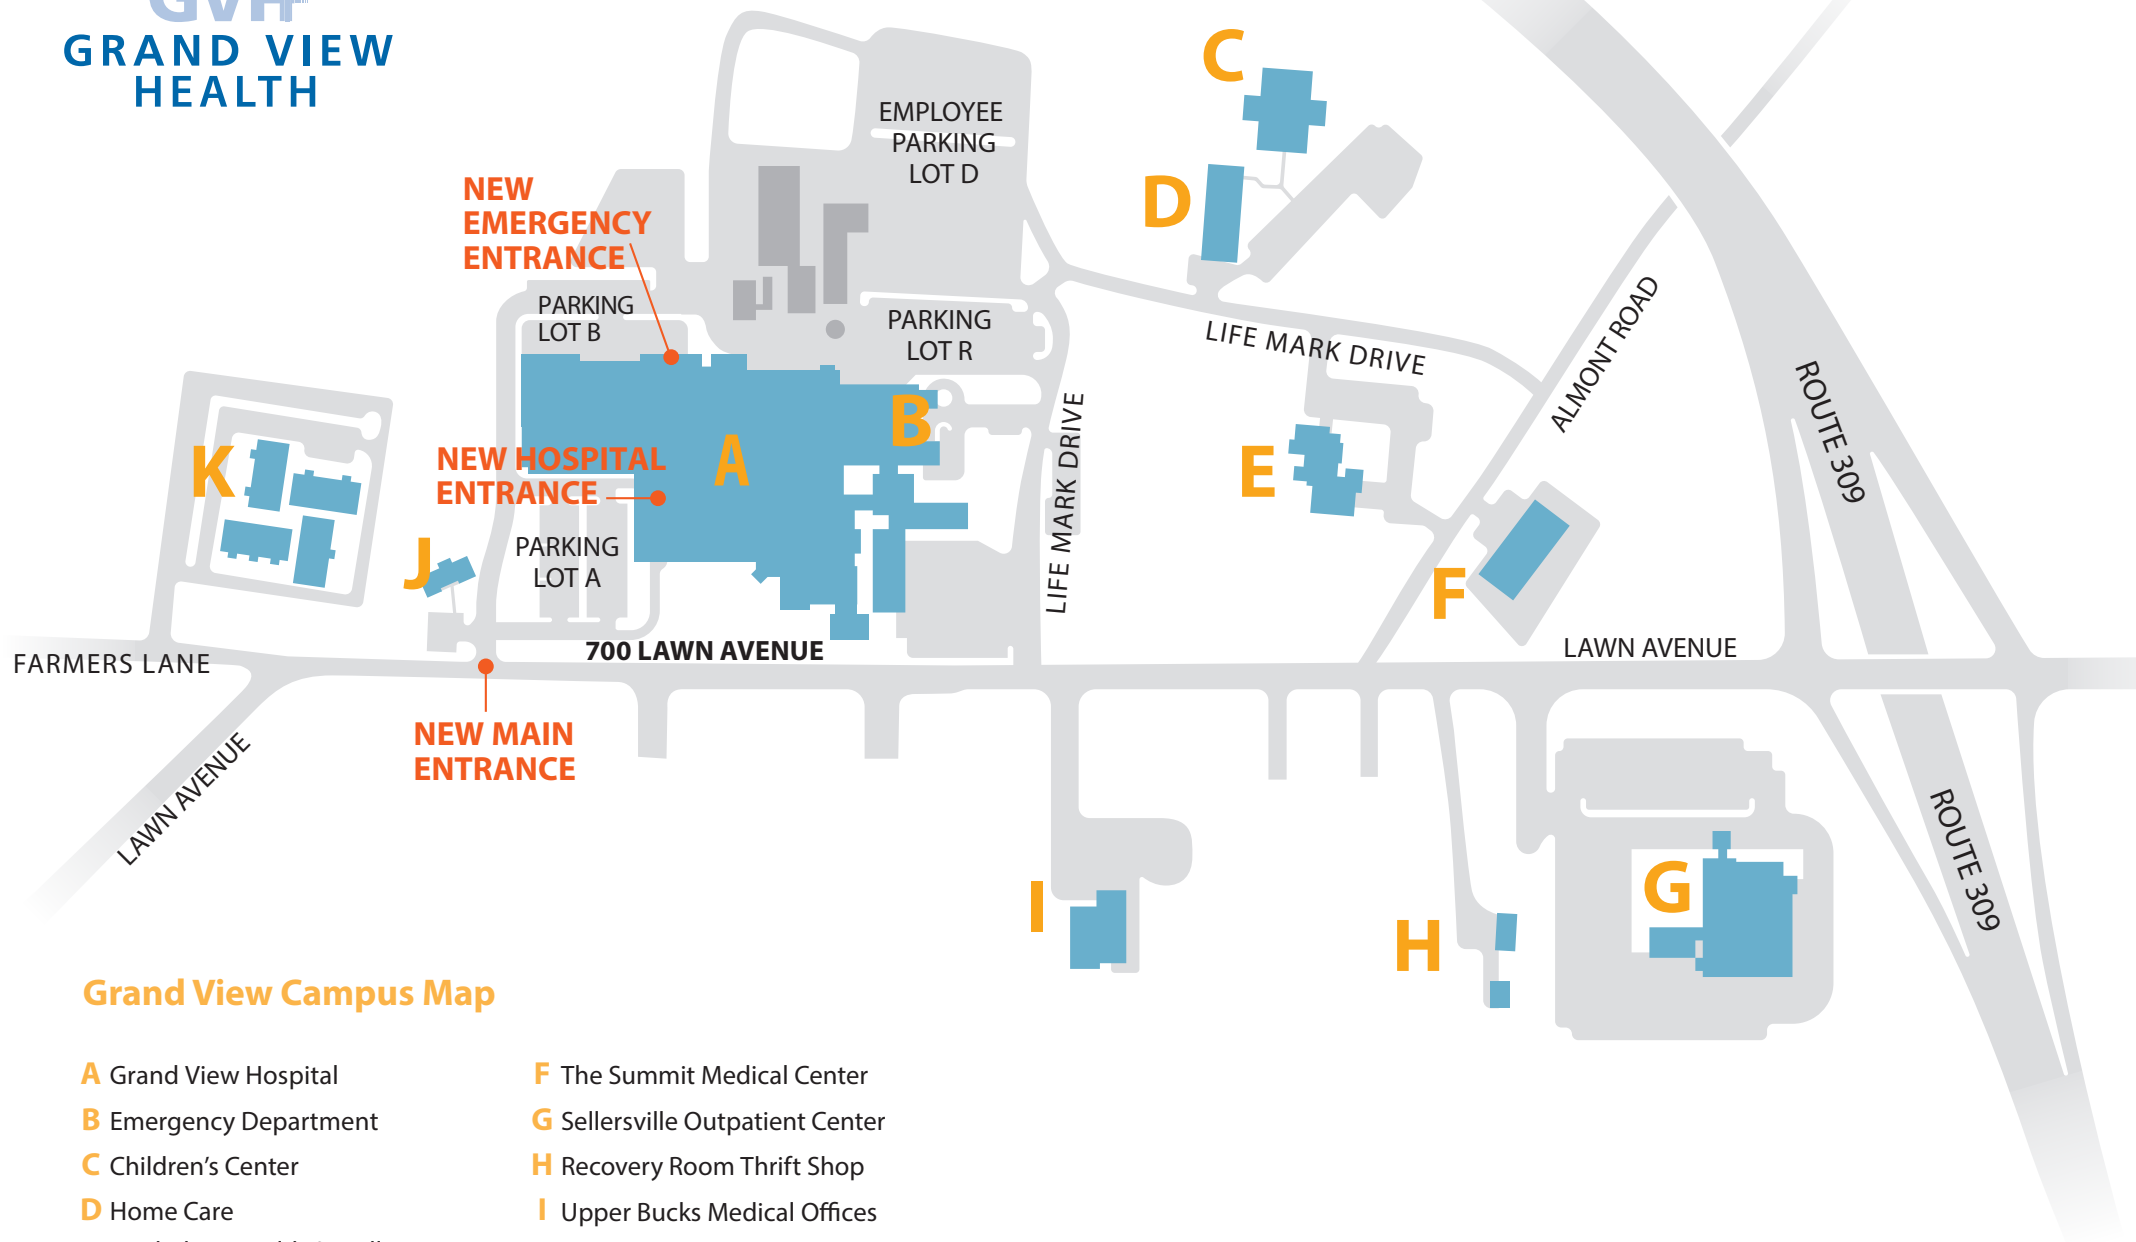 GVH
GRAND VIEW
HEALTH
C
EMPLOYEE
PARKING
LOT D
NEW
EMERGENCY
ENTRANCE
D
PARKING
LOT B
PARKING
LOT R
LIFE MARK DRIVE
ALMONT ROAD
ROUTE 309
B
A
K
NEW HOSPITAL
ENTRANCE
LIFE MARK DRIVE
E
J
PARKING
LOT A
F
700 LAWN AVENUE
LAWN AVENUE
FARMERS LANE
NEW MAIN
ENTRANCE
LAWN AVENUE
ROUTE 309
G
I
H
Grand View Campus Map
A Grand View Hospital
B Emergency Department
C Children's Center
D Home Care
F The Summit Medical Center
G Sellersville Outpatient Center
H Recovery Room Thrift Shop
I Upper Bucks Medical Offices